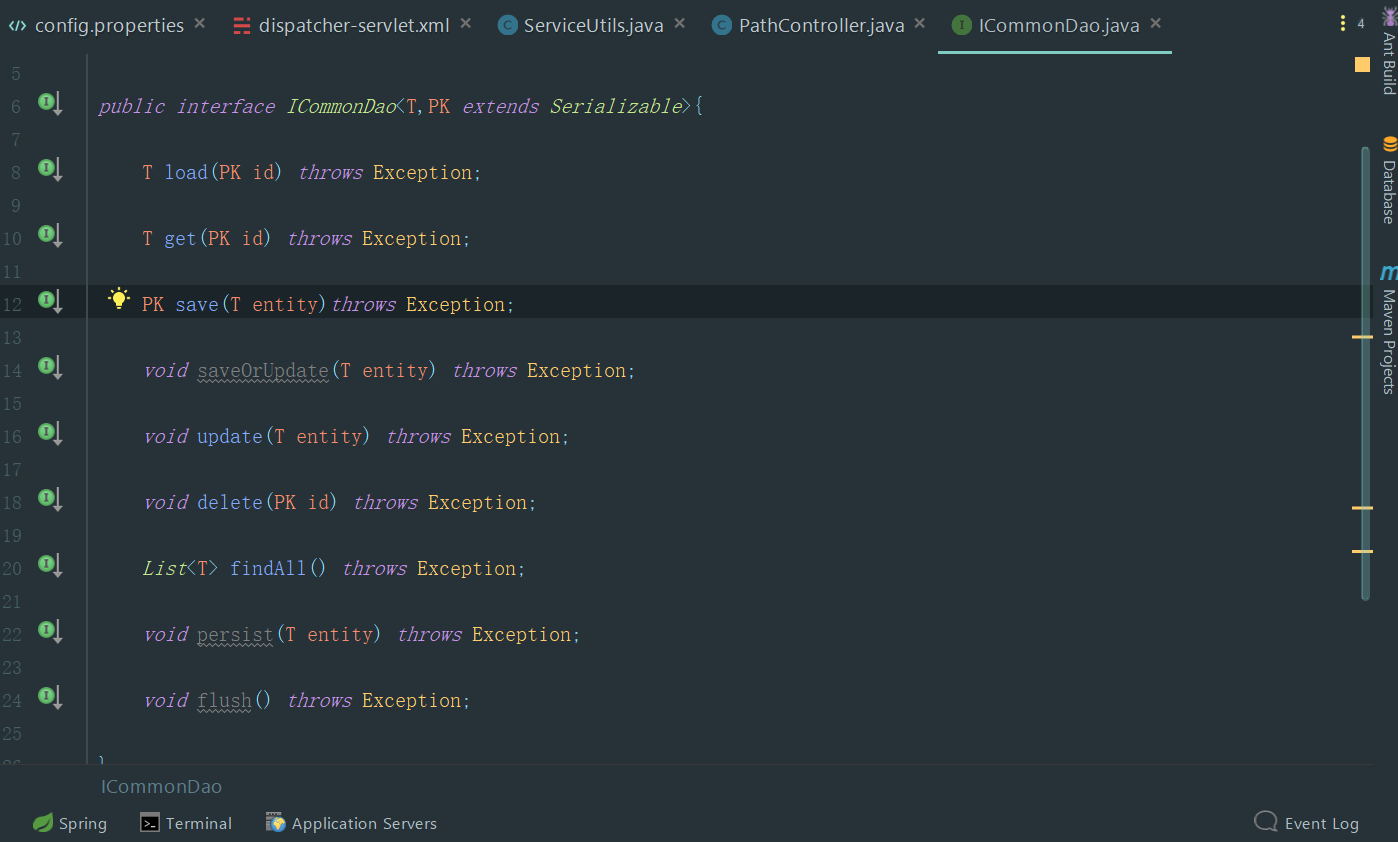 config.properties dispatcher-servlet.xml ServiceUtils.java PathController.java ICommonDao.java 4
5
6 public interface ICommonDao<T,PK extends Serializable>{
7
8 T load(PK id) throws Exception;
9
10 T get(PK id) throws Exception;
11
12 PK save(T entity)throws Exception;
13
14 void saveOrUpdate(T entity) throws Exception;
15
16 void update(T entity) throws Exception;
17
18 void delete(PK id) throws Exception;
19
20 List<T> findAll() throws Exception;
21
22 void persist(T entity) throws Exception;
23
24 void flush() throws Exception;
25
26 }
ICommonDao
Spring Terminal Application Servers Event Log
Ant Build
Database
Maven Projects